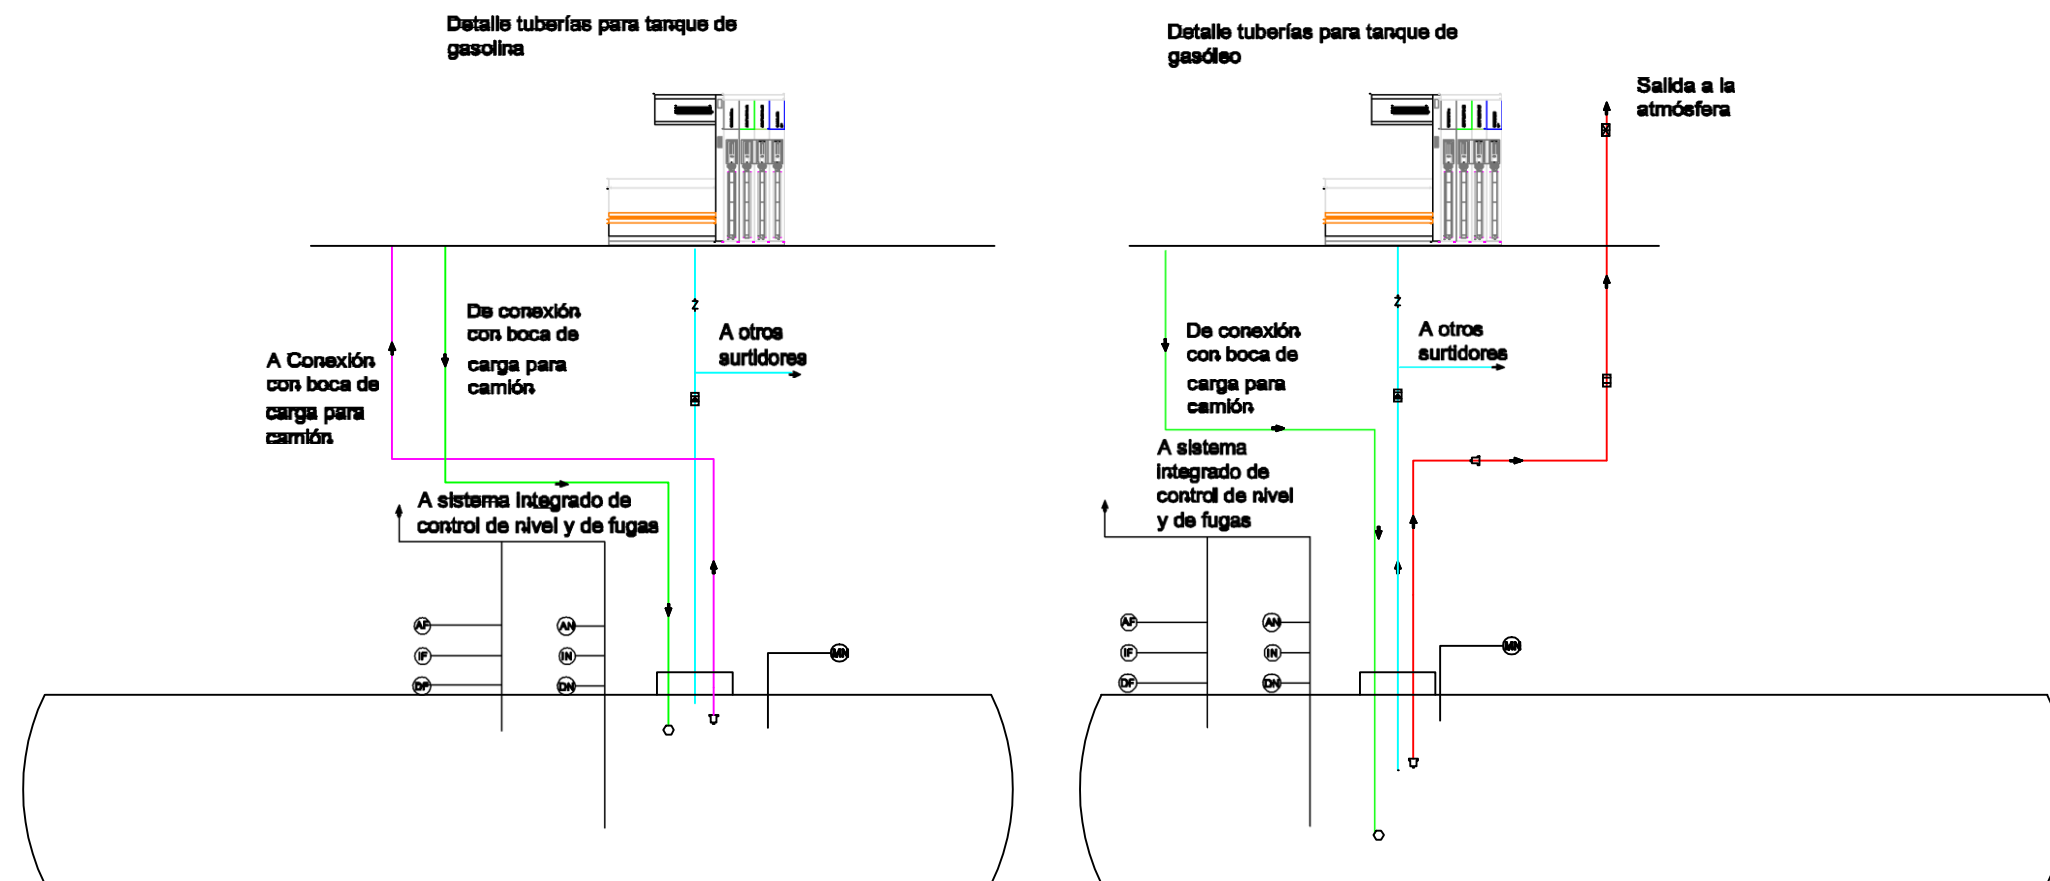 Detalle tuberías para tanque de
gasolina
A Conexión
con boca de
carga para
camión
De conexión
con boca de
carga para
camión
A otros
surtidores
A sistema integrado de
control de nivel y de fugas
AF
IF
DF
AN
IN
DN
MN
Detalle tuberías para tanque de
gasóleo
Salida a la
atmósfera
De conexión
con boca de
carga para
camión
A otros
surtidores
A sistema
integrado de
control de nivel
y de fugas
AF
IF
DF
AN
IN
DN
MN